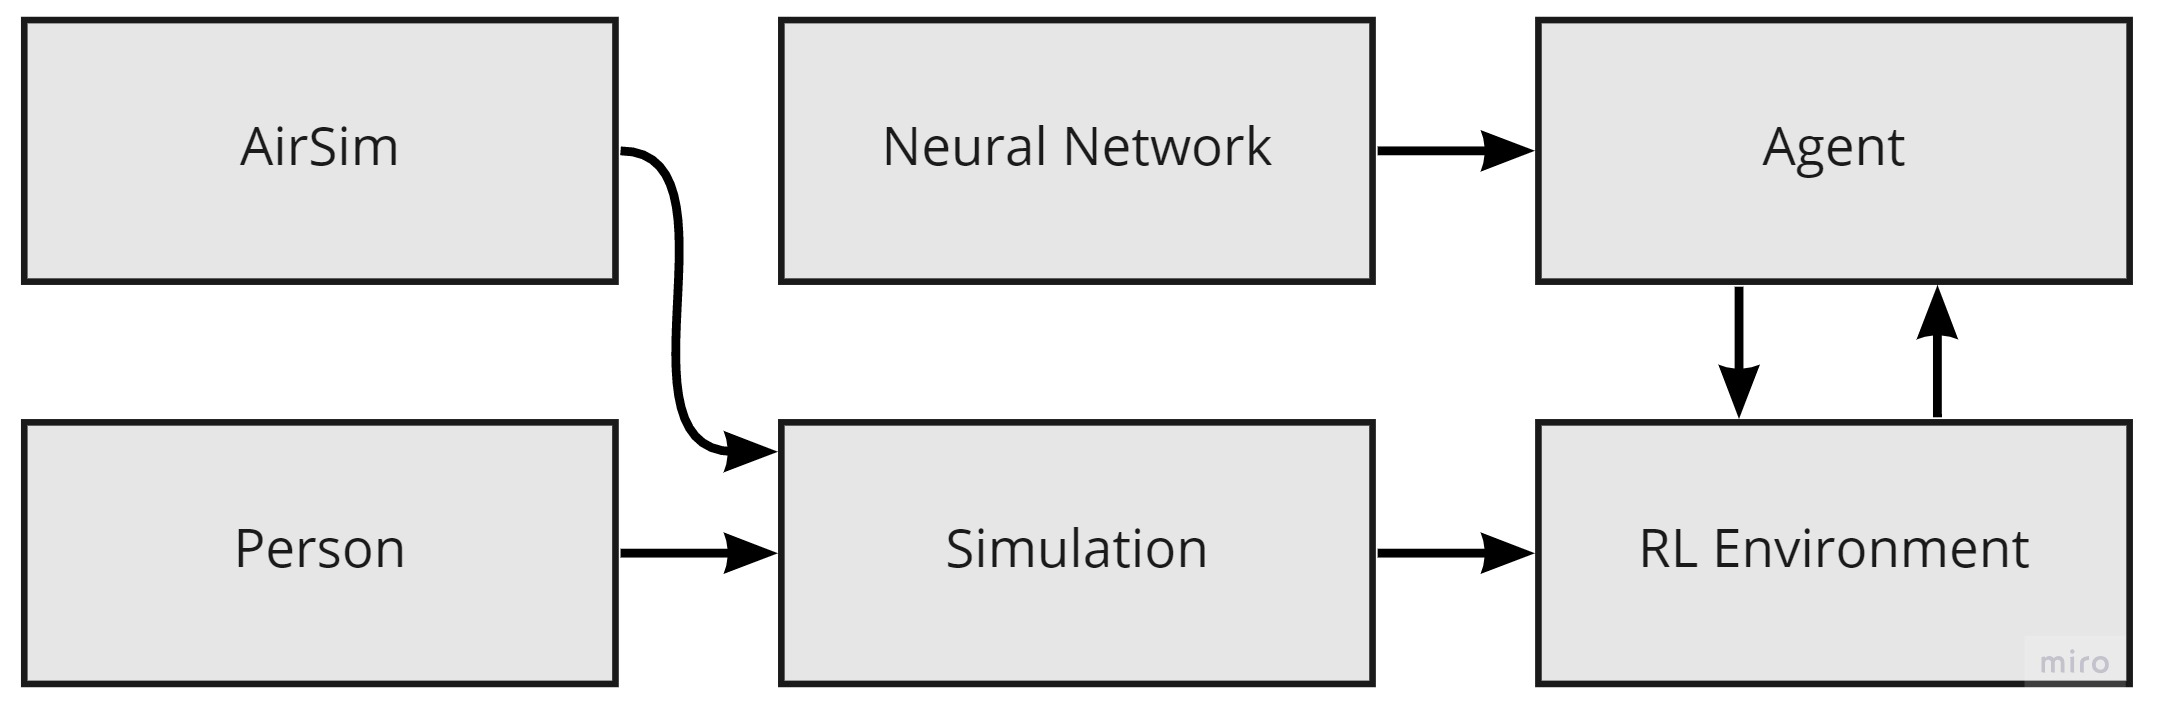 AirSim
Neural Network
Agent
Person
Simulation
RL Environment
miro